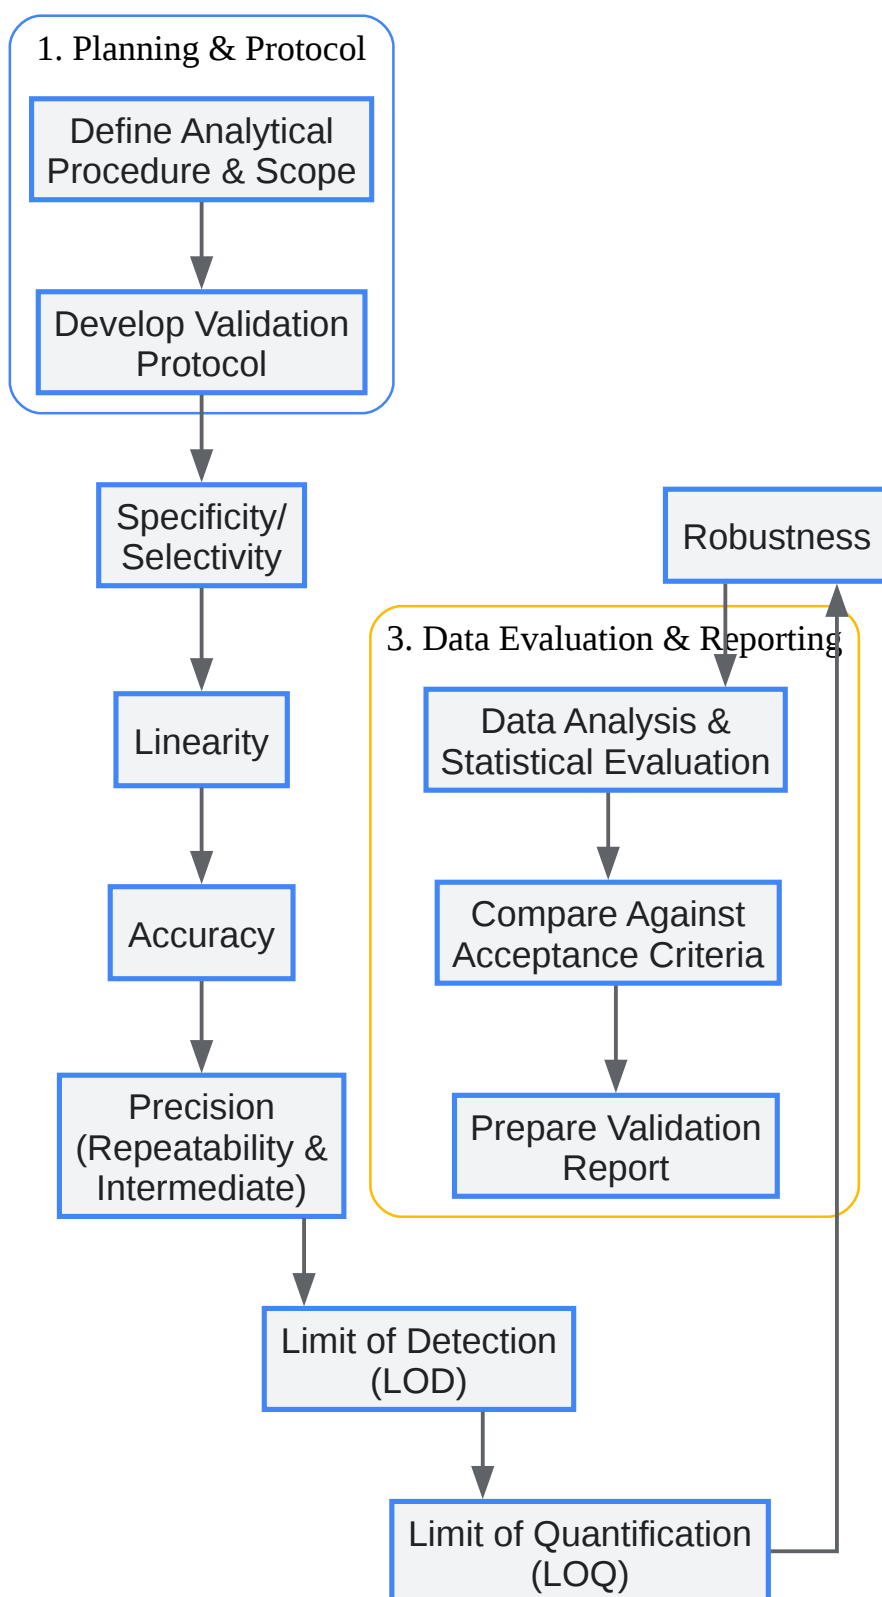 1. Planning & Protocol
Define Analytical
Procedure & Scope
Develop Validation
Protocol
Specificity/
Selectivity
Linearity
Accuracy
Precision
(Repeatability &
Intermediate)
Limit of Detection
(LOD)
Limit of Quantification
(LOQ)
Robustness
3. Data Evaluation & Reporting
Data Analysis &
Statistical Evaluation
Compare Against
Acceptance Criteria
Prepare Validation
Report